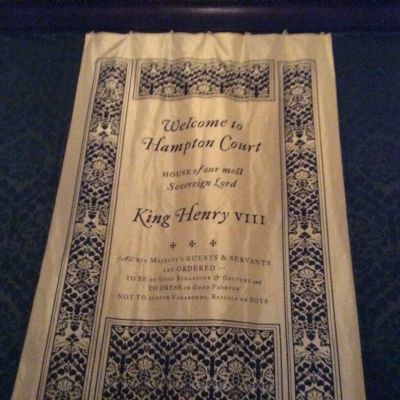 Welcome to
Hampton Court
HOUSE of our most
Sovereign Lord
King Henry VIII
All his Majesty's GUESTS & SERVANTS
are ORDERED —
TO BE of Good Behaviour & Gesture and
TO DRESS in Good Fashion
NOT TO suffer Vagabonds, Rascals or Boys